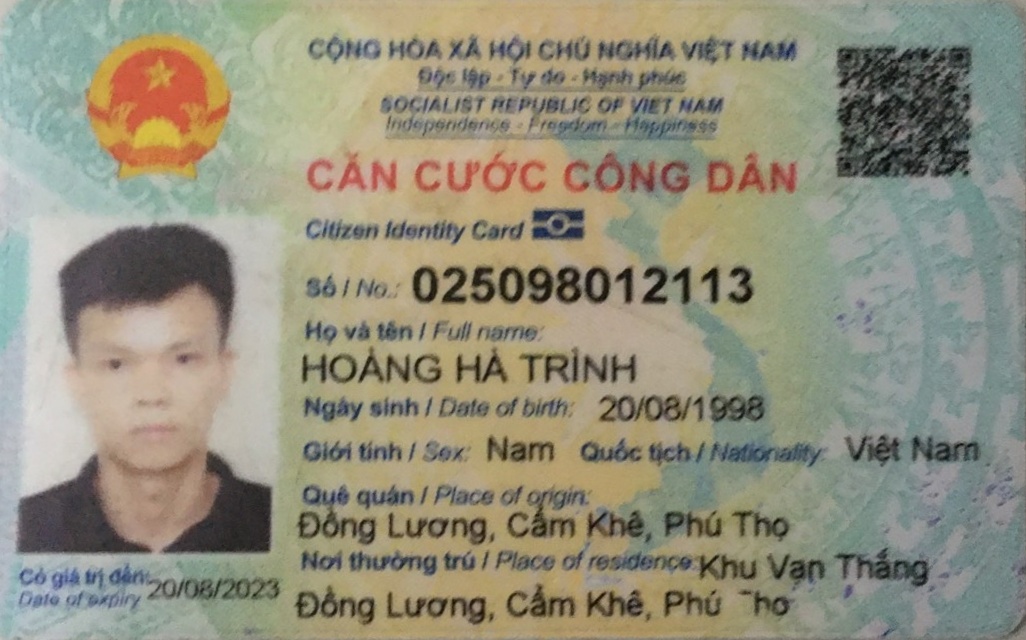 CỘNG HÒA XÃ HỘI CHỦ NGHĨA VIỆT NAM
Độc lập - Tự do - Hạnh phúc
SOCIALIST REPUBLIC OF VIET NAM
Independence - Freedom - Happiness
CĂN CƯỚC CÔNG DÂN
Citizen Identity Card
Số / No.: 025098012113
Họ và tên / Full name:
HOÀNG HÀ TRÌNH
Ngày sinh / Date of birth: 20/08/1998
Giới tính / Sex: Nam Quốc tịch / Nationality: Việt Nam
Quê quán / Place of origin:
Đồng Lương, Cẩm Khê, Phú Thọ
Nơi thường trú / Place of residence: Khu Vạn Thắng
Đồng Lương, Cẩm Khê, Phú Thọ
Có giá trị đến: 20/08/2023
Date of expiry